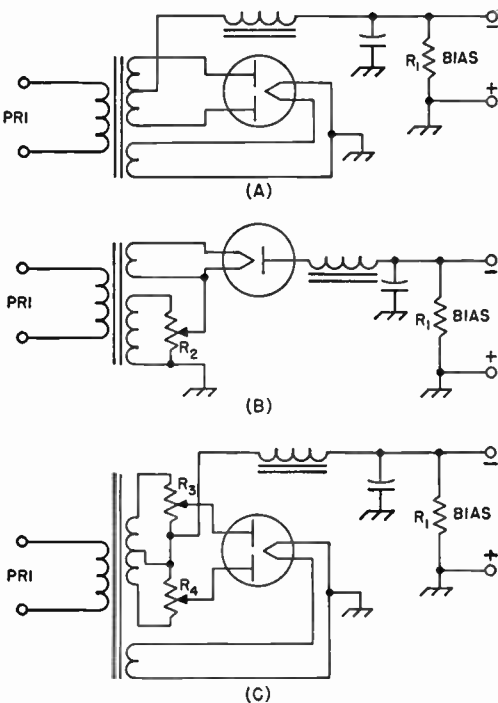 −
R1 BIAS
PRI
+
(A)
−
PRI
R1 BIAS
R2
+
(B)
−
R3
R1 BIAS
PRI
R4
+
(C)